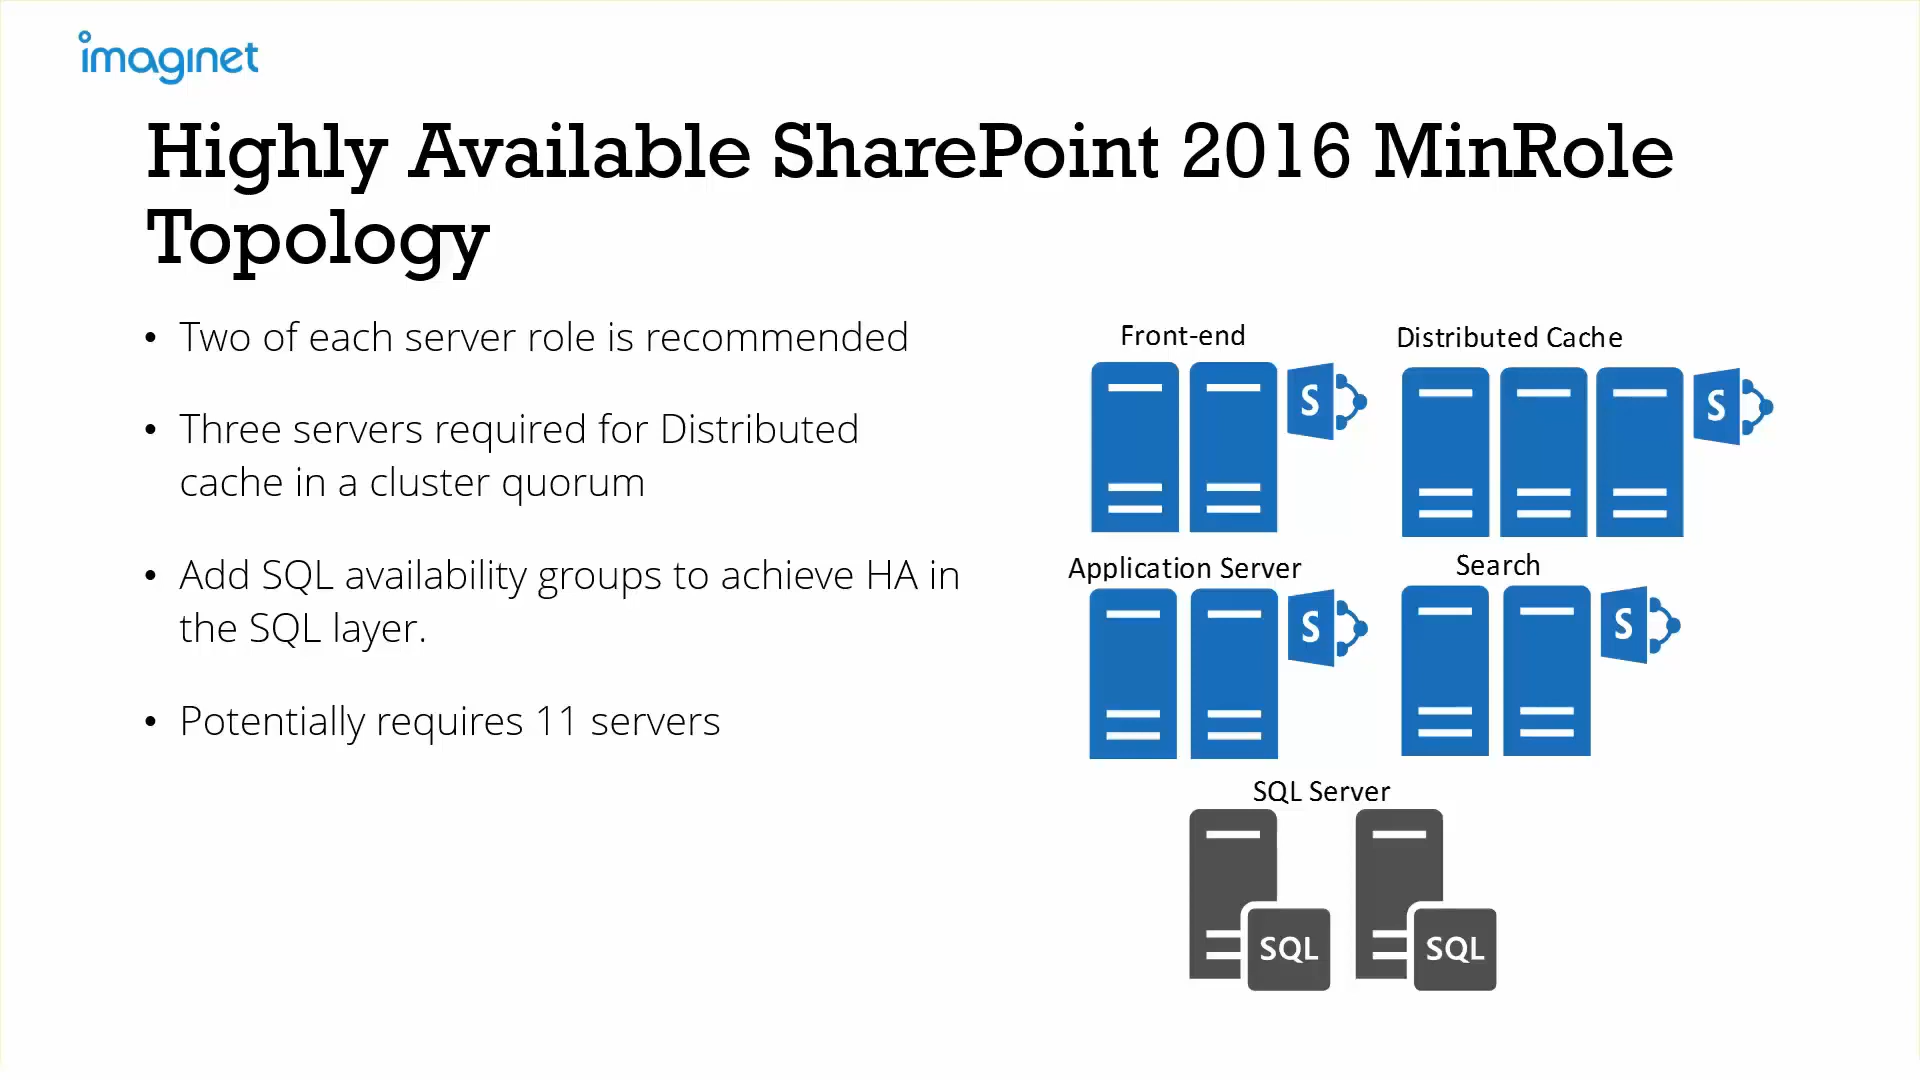 imaginet
Highly Available SharePoint 2016 MinRole
Topology
• Two of each server role is recommended
• Three servers required for Distributed
cache in a cluster quorum
• Add SQL availability groups to achieve HA in
the SQL layer.
• Potentially requires 11 servers
Front-end
Distributed Cache
S
S
Application Server
Search
S
S
SQL Server
SQL
SQL